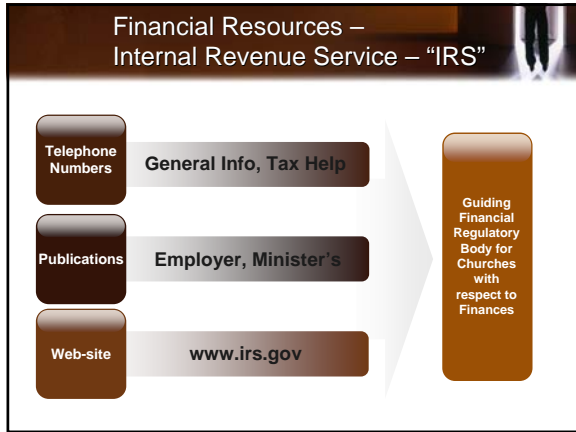 Financial Resources –
Internal Revenue Service – “IRS”
Telephone
Numbers
General Info, Tax Help
Publications
Employer, Minister’s
Web-site
www.irs.gov
Guiding
Financial
Regulatory
Body for
Churches
with
respect to
Finances